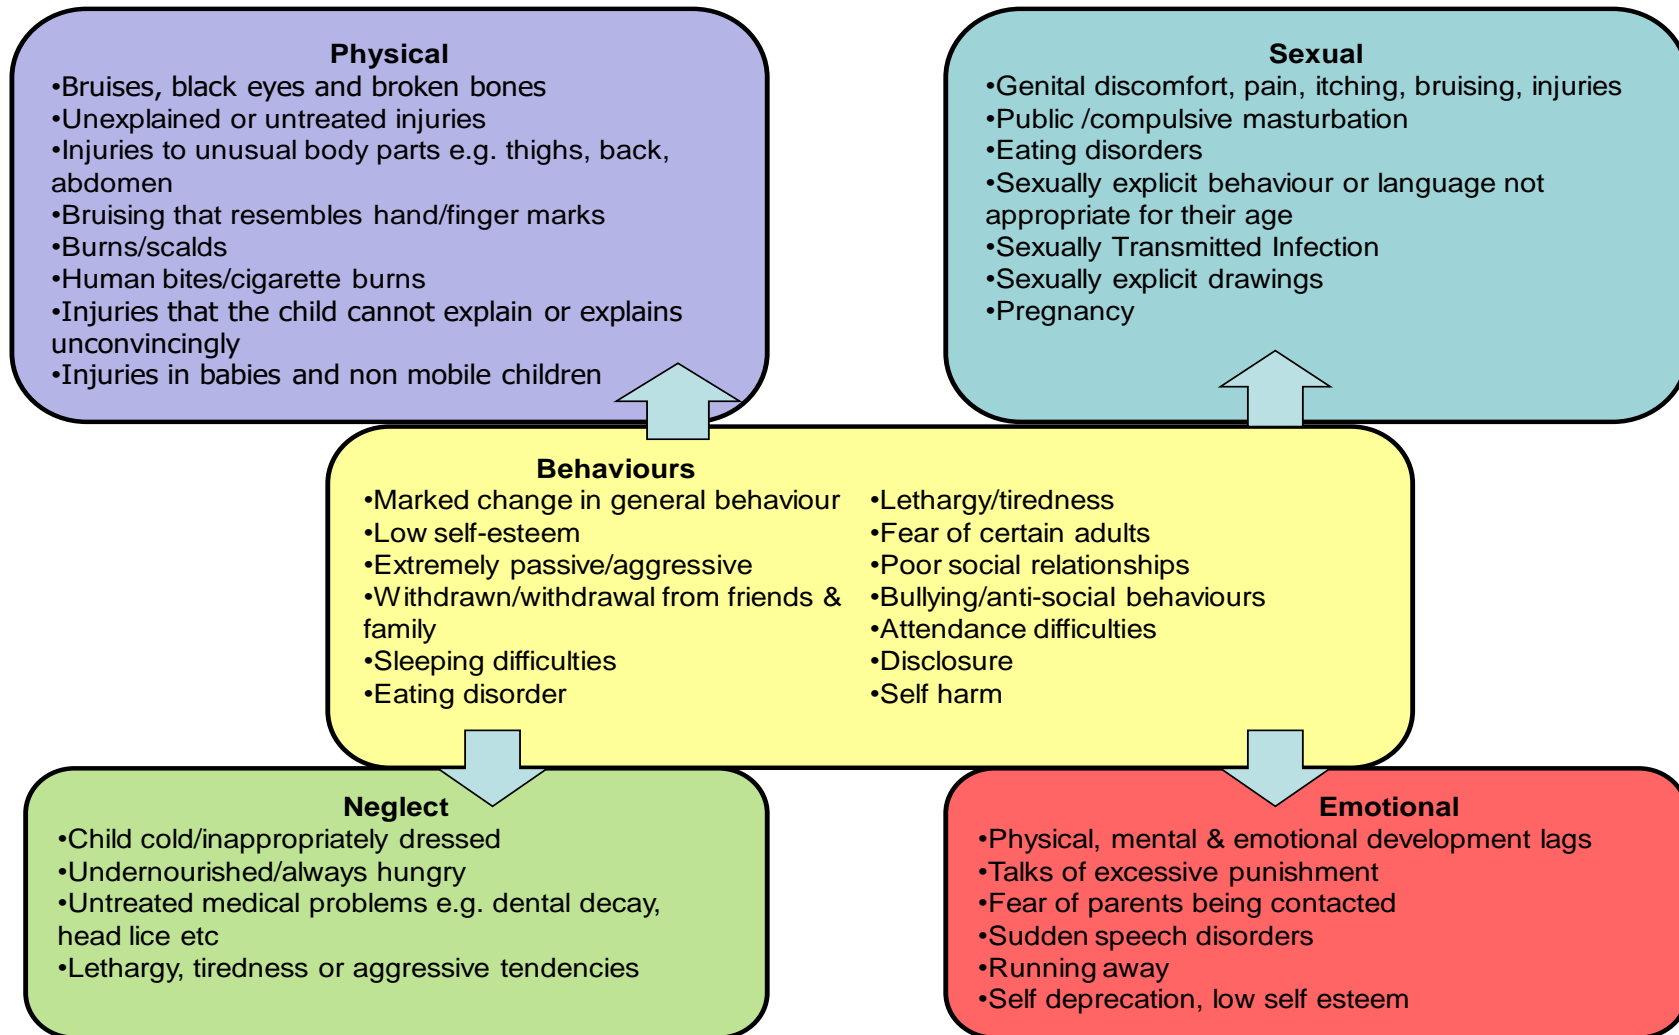 Physical
•Bruises, black eyes and broken bones
•Unexplained or untreated injuries
•Injuries to unusual body parts e.g. thighs, back,
abdomen
•Bruising that resembles hand/finger marks
•Burns/scalds
•Human bites/cigarette burns
•Injuries that the child cannot explain or explains
unconvincingly
•Injuries in babies and non mobile children
Sexual
•Genital discomfort, pain, itching, bruising, injuries
•Public /compulsive masturbation
•Eating disorders
•Sexually explicit behaviour or language not
appropriate for their age
•Sexually Transmitted Infection
•Sexually explicit drawings
•Pregnancy
Behaviours
•Marked change in general behaviour
•Low self-esteem
•Extremely passive/aggressive
•Withdrawn/withdrawal from friends &
family
•Sleeping difficulties
•Eating disorder
•Lethargy/tiredness
•Fear of certain adults
•Poor social relationships
•Bullying/anti-social behaviours
•Attendance difficulties
•Disclosure
•Self harm
Neglect
•Child cold/inappropriately dressed
•Undernourished/always hungry
•Untreated medical problems e.g. dental decay,
head lice etc
•Lethargy, tiredness or aggressive tendencies
Emotional
•Physical, mental & emotional development lags
•Talks of excessive punishment
•Fear of parents being contacted
•Sudden speech disorders
•Running away
•Self deprecation, low self esteem